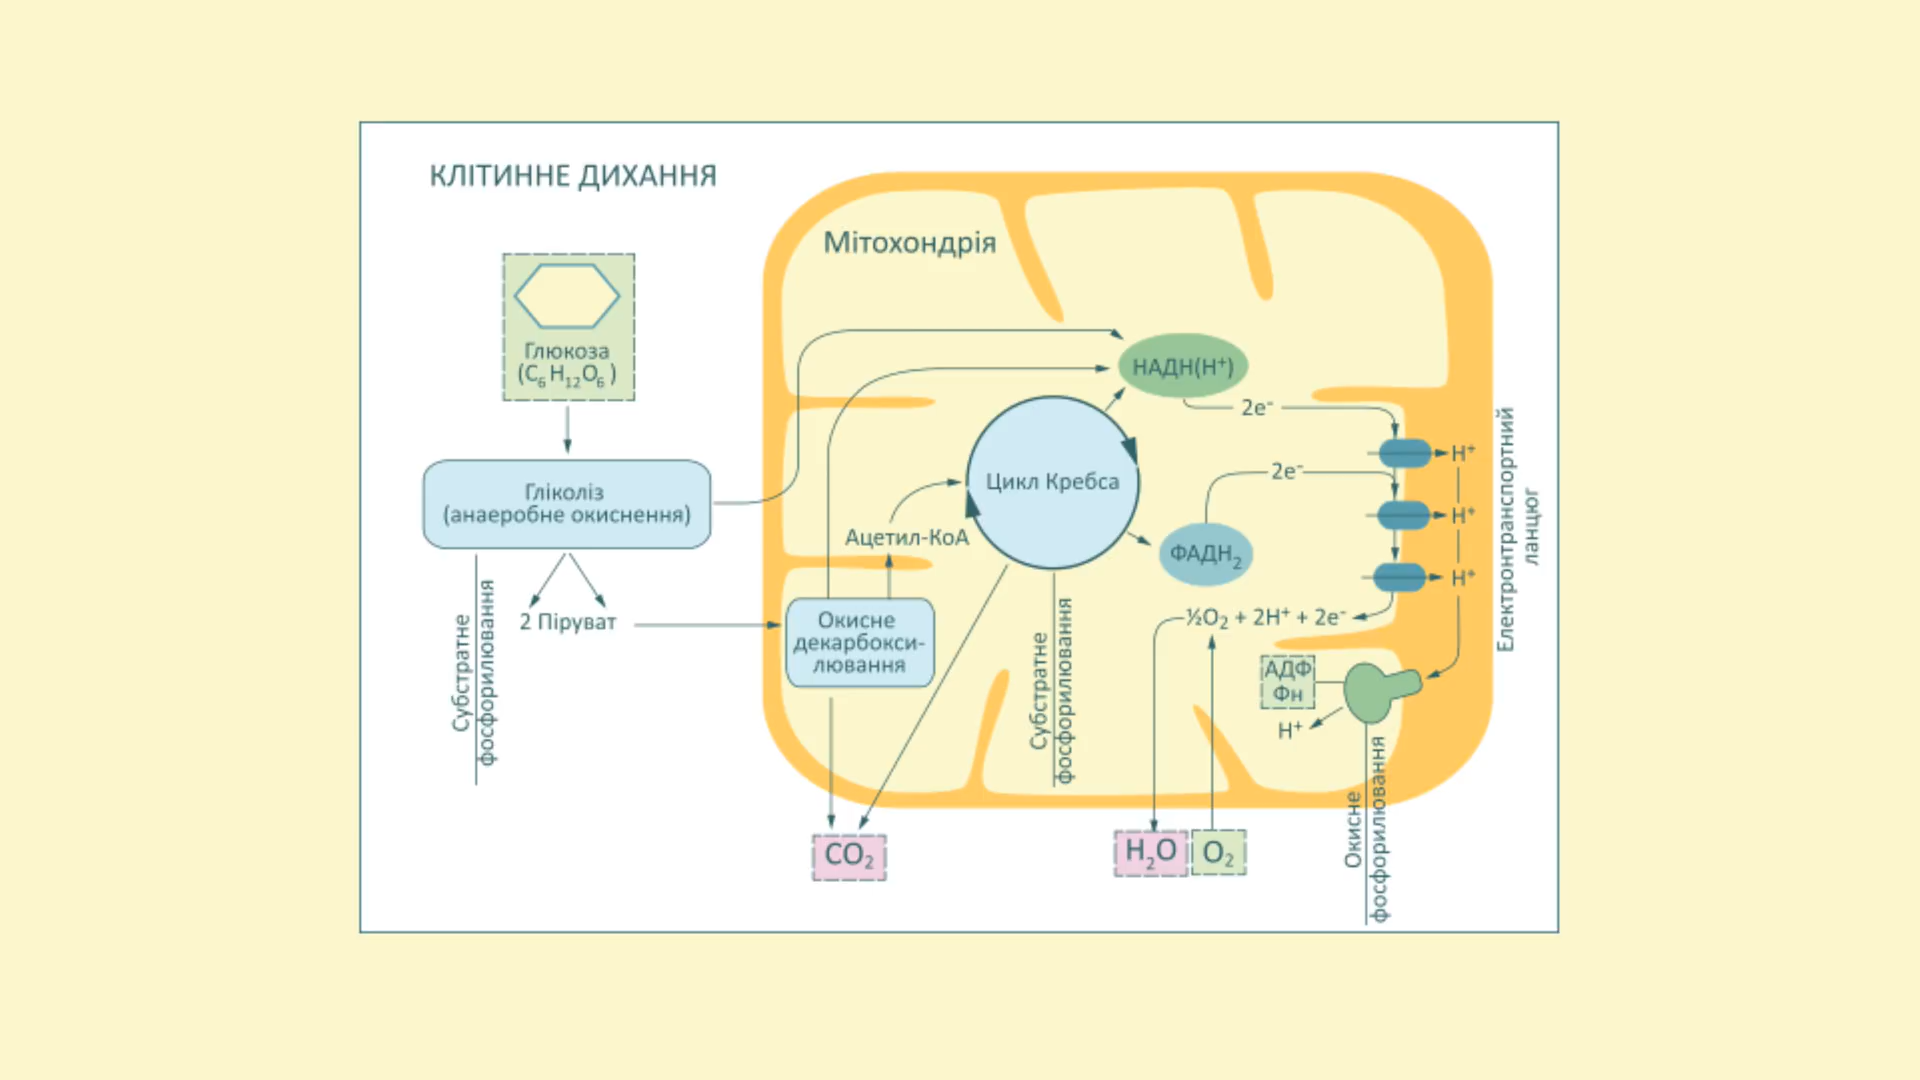 КЛІТИННЕ ДИХАННЯ
Мітохондрія
Глюкоза
(C₆H₁₂O₆)
НАДН(H⁺)
2e⁻
H⁺
Гліколіз
(анаеробне окиснення)
Цикл Кребса
2e⁻
H⁺
Ацетил-КоА
ФАДН₂
H⁺
Електронтранспортний
ланцюг
2 Піруват
Субстратне
фосфорилювання
Окисне
декарбокси-
лювання
Субстратне
фосфорилювання
½O₂ + 2H⁺ + 2e⁻
АДФ
Фн
H⁺
Окисне
фосфорилювання
CO₂
H₂O
O₂